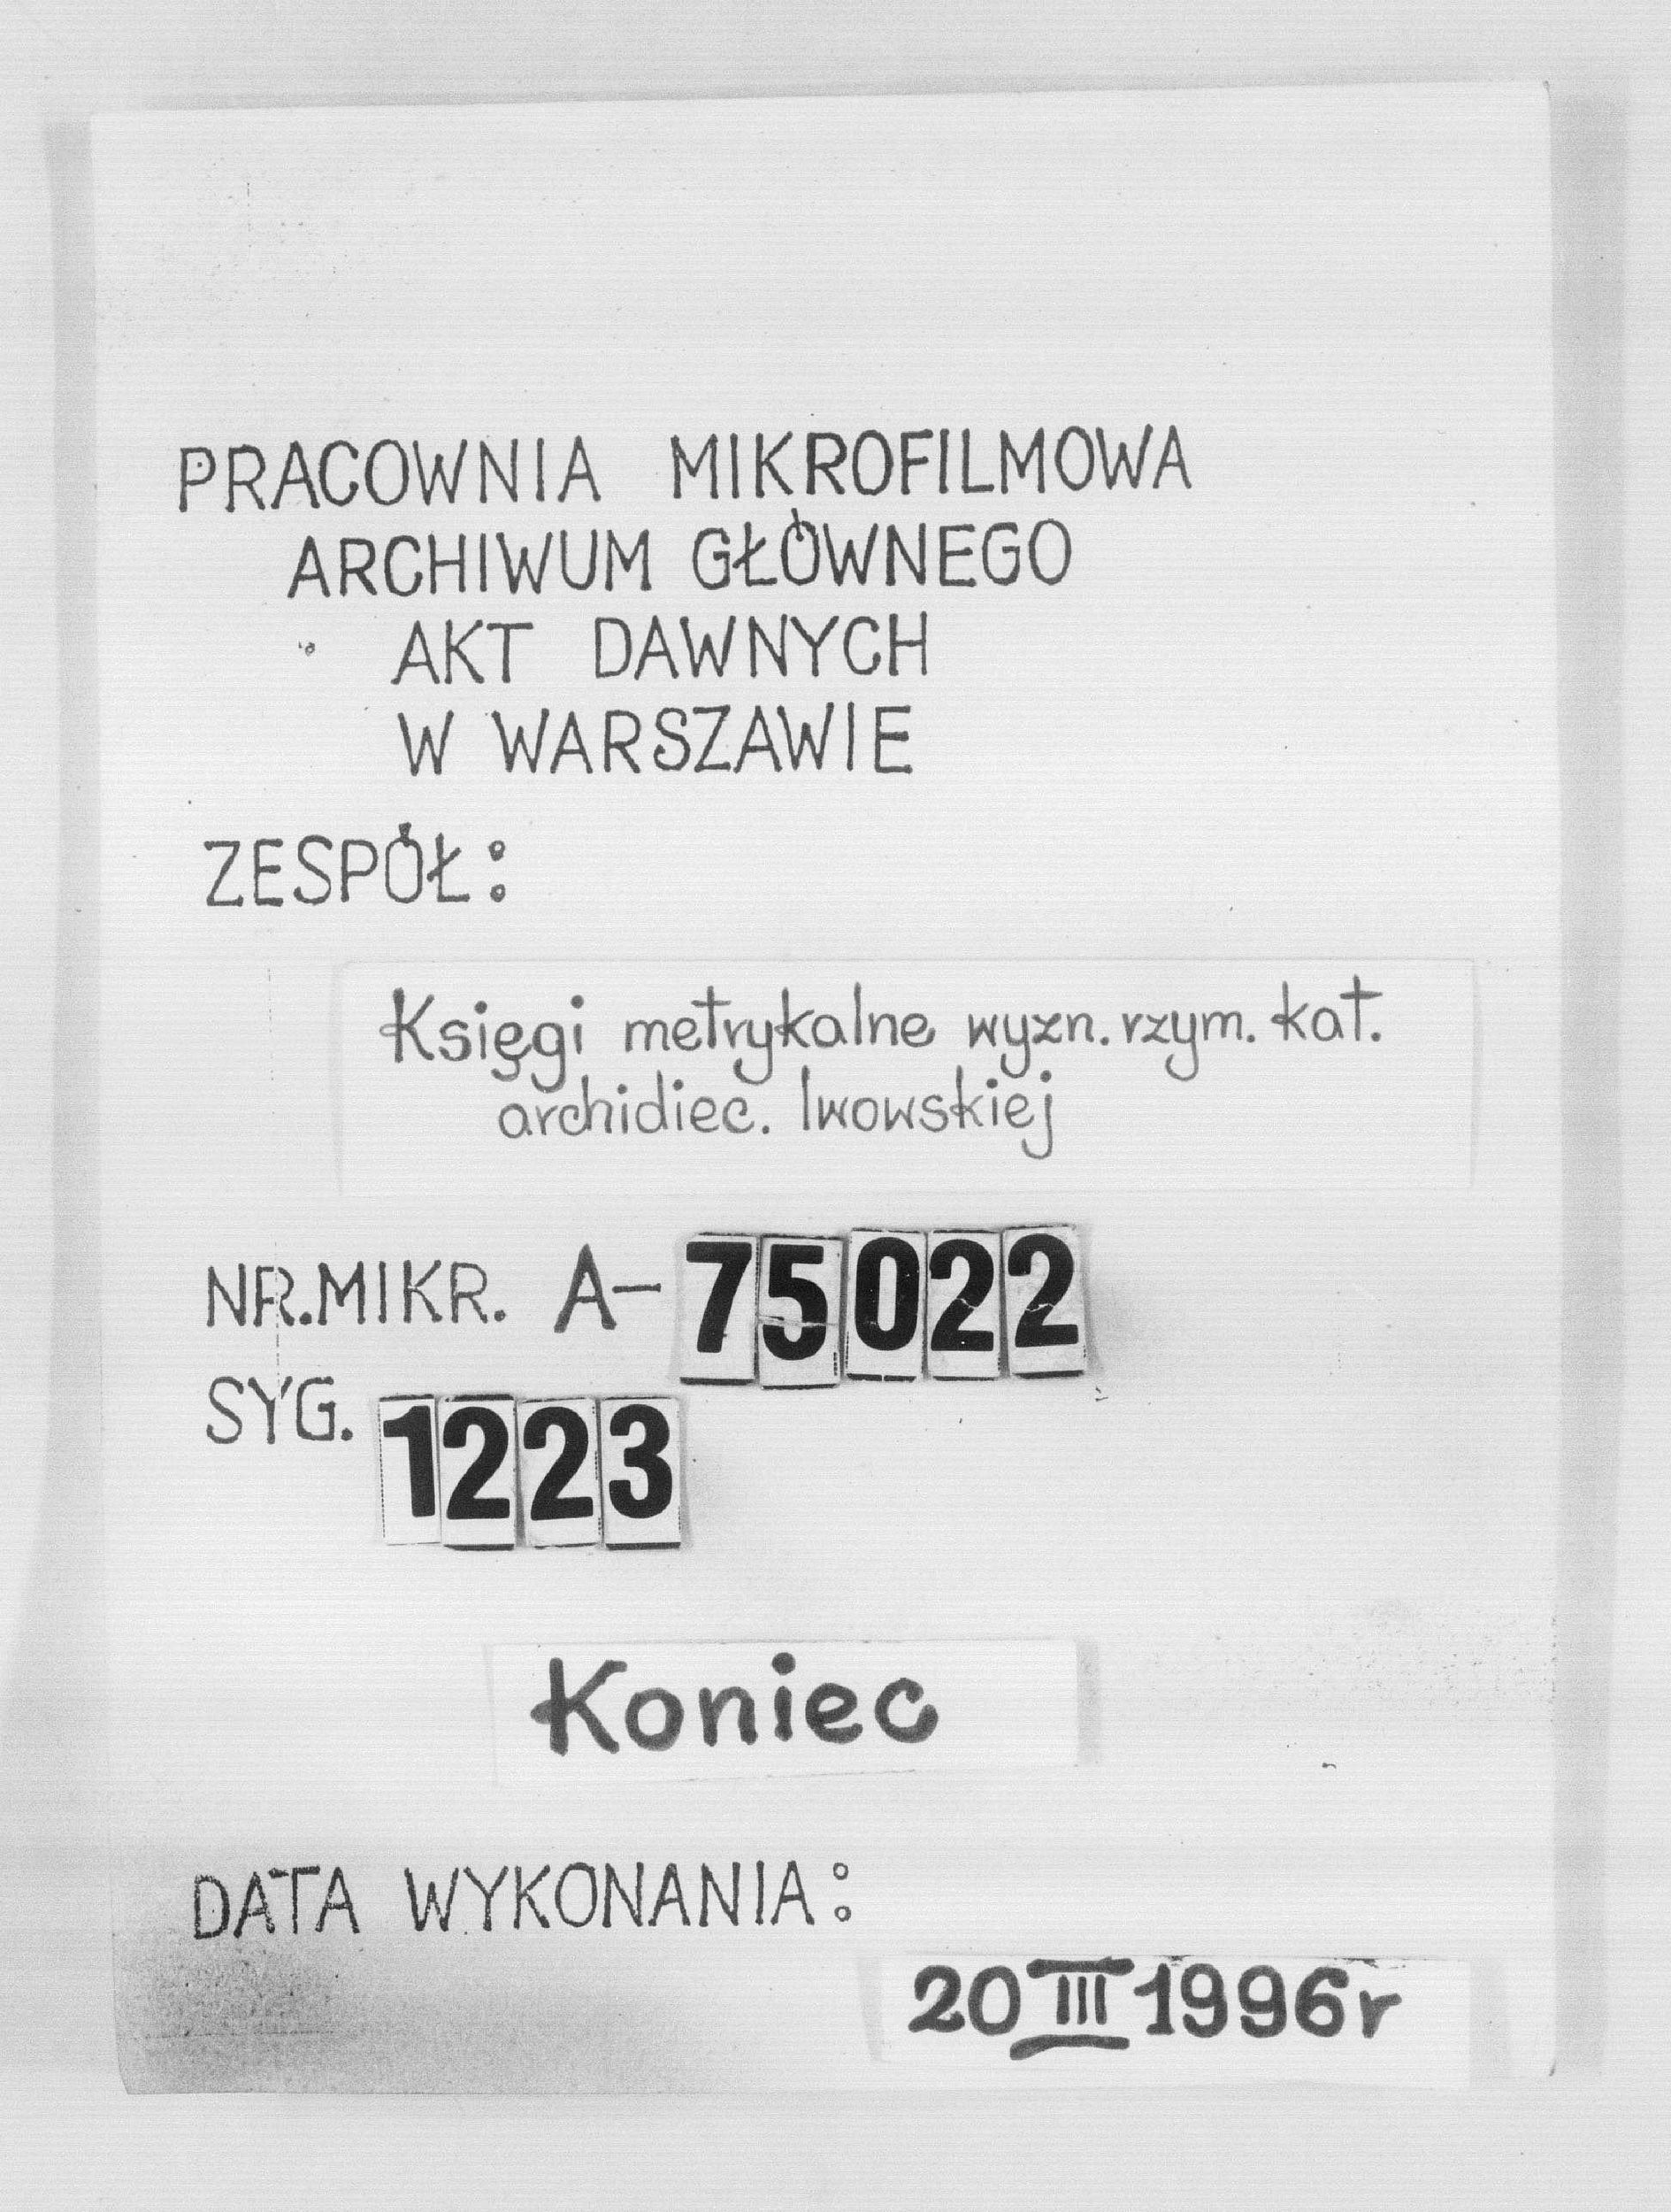 PRACOWNIA MIKROFILMOWA
ARCHIWUM GŁÓWNEGO
AKT DAWNYCH
W WARSZAWIE
ZESPÓŁ:
Księgi metrykalne wyzn. rzym. kat.
archidiec. lwowskiej
NR. MIKR. A-75022
SYG. 1223
Koniec
DATA WYKONANIA:
20 III 1996r